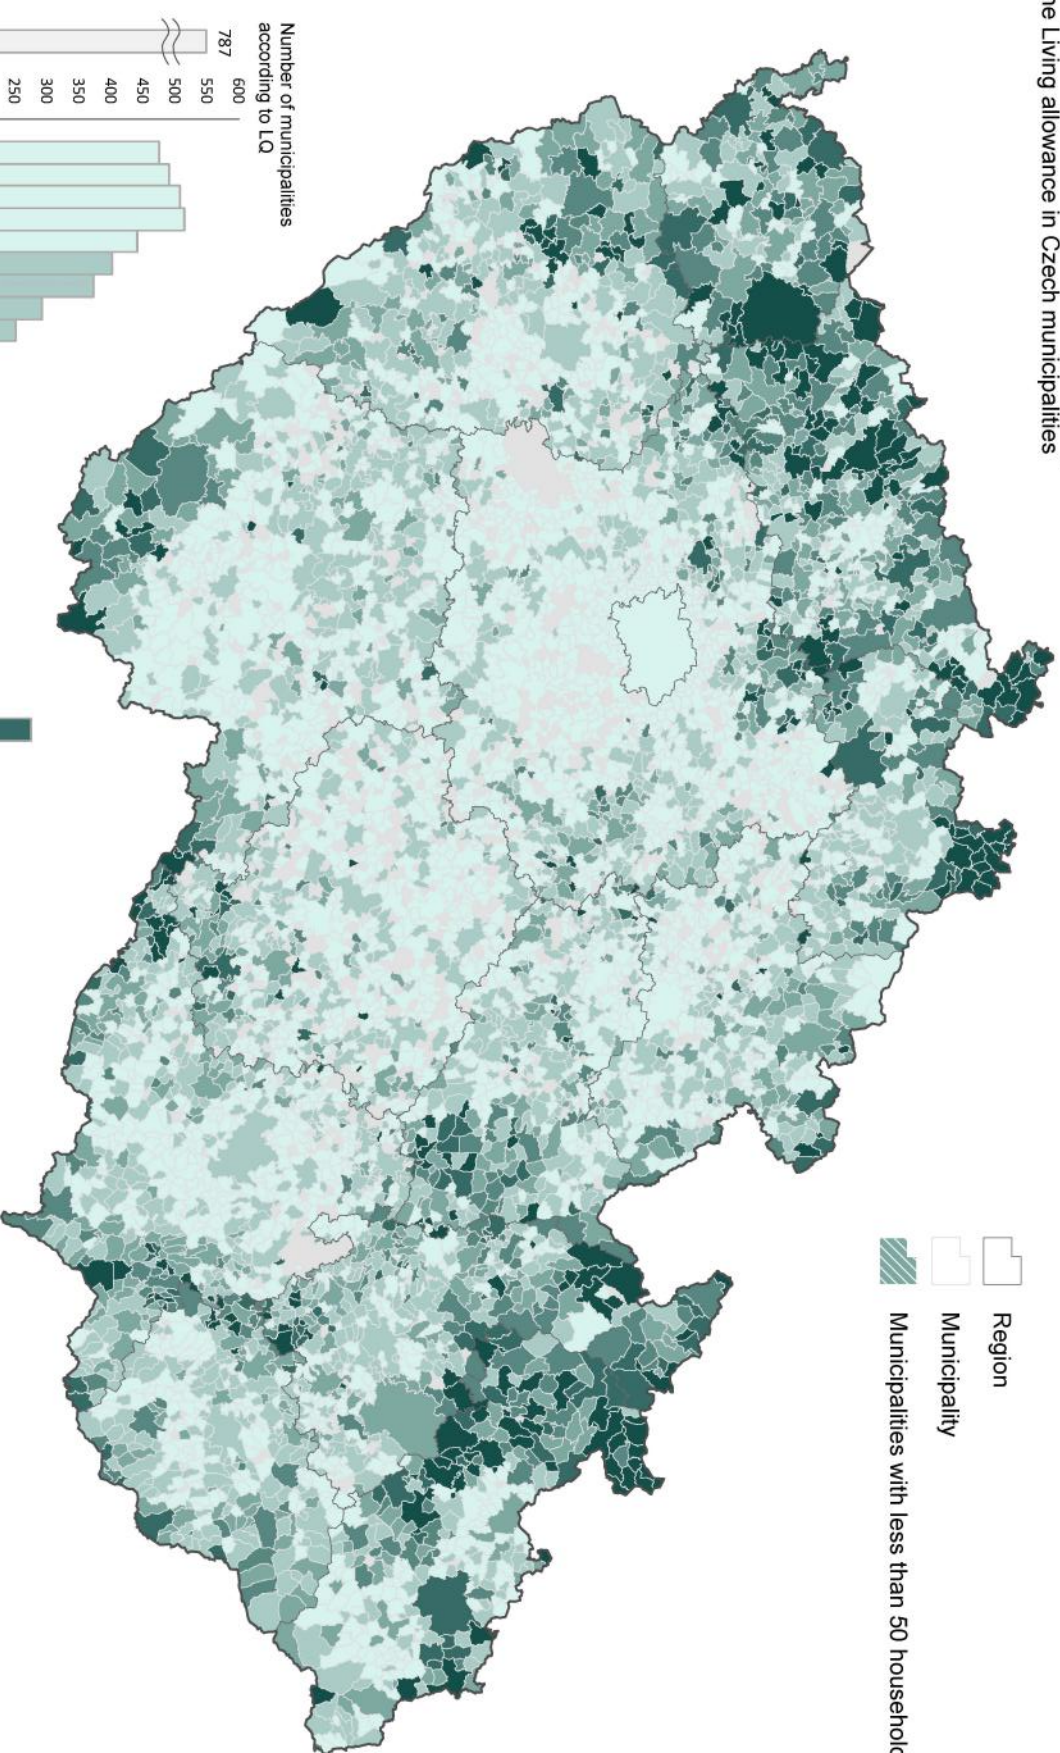 ne Living allowance in Czech municipalities
Region
Municipality
Municipalities with less than 50 househol
Number of municipalities
according to LQ
787
600
550
500
450
400
350
300
250